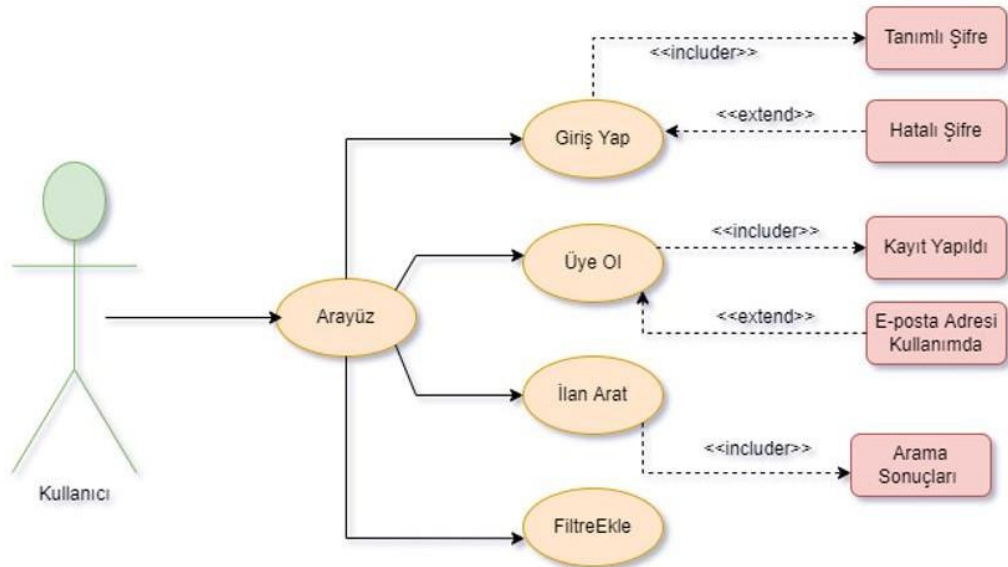 Tanımlı Şifre
<<includer>>
<<extend>>
Hatalı Şifre
Giriş Yap
<<includer>>
Kayıt Yapıldı
Üye Ol
<<extend>>
E-posta Adresi
Kullanımda
Arayüz
İlan Arat
<<includer>>
Arama
Sonuçları
Kullanıcı
FiltreEkle